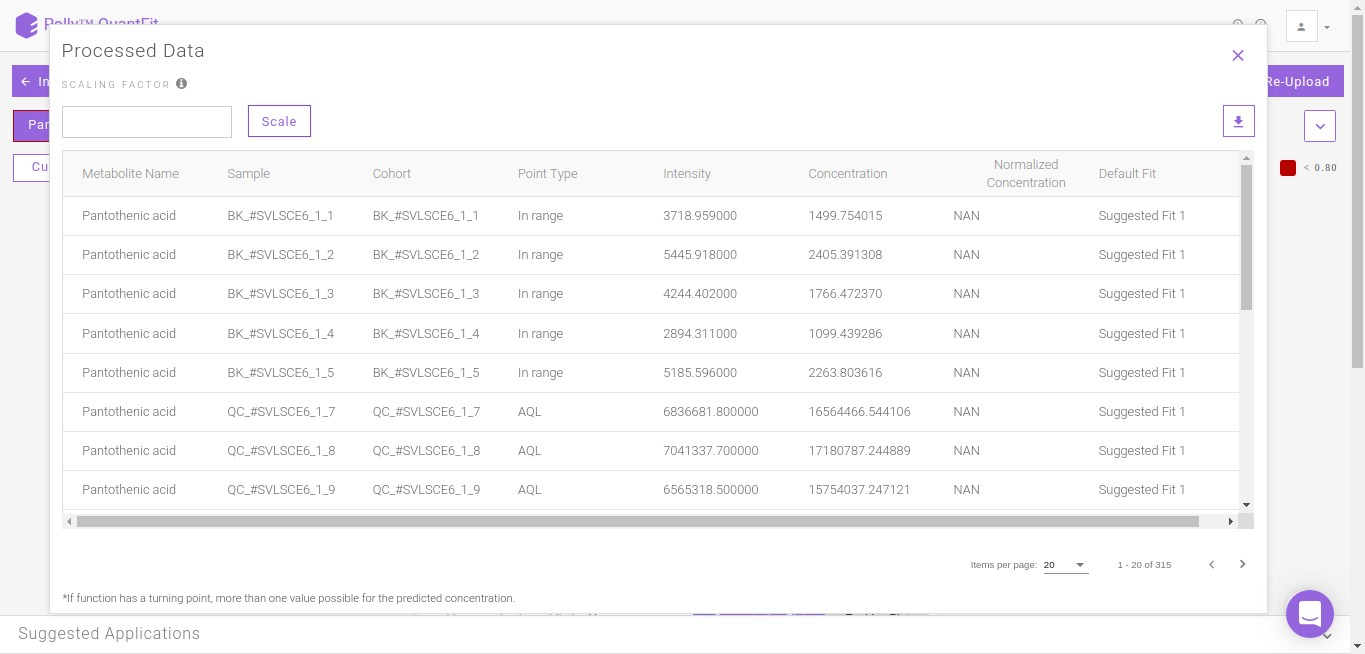 Polly™ QuantFit
Processed Data
SCALING FACTOR
Scale
Re-Upload
< 0.80
Metabolite Name Sample Cohort Point Type Intensity Concentration Normalized Concentration Default Fit
Pantothenic acid BK_#SVLSCE6_1_1 BK_#SVLSCE6_1_1 In range 3718.959000 1499.754015 NAN Suggested Fit 1
Pantothenic acid BK_#SVLSCE6_1_2 BK_#SVLSCE6_1_2 In range 5445.918000 2405.391308 NAN Suggested Fit 1
Pantothenic acid BK_#SVLSCE6_1_3 BK_#SVLSCE6_1_3 In range 4244.402000 1766.472370 NAN Suggested Fit 1
Pantothenic acid BK_#SVLSCE6_1_4 BK_#SVLSCE6_1_4 In range 2894.311000 1099.439286 NAN Suggested Fit 1
Pantothenic acid BK_#SVLSCE6_1_5 BK_#SVLSCE6_1_5 In range 5185.596000 2263.803616 NAN Suggested Fit 1
Pantothenic acid QC_#SVLSCE6_1_7 QC_#SVLSCE6_1_7 AQL 6836681.800000 16564466.544106 NAN Suggested Fit 1
Pantothenic acid QC_#SVLSCE6_1_8 QC_#SVLSCE6_1_8 AQL 7041337.700000 17180787.244889 NAN Suggested Fit 1
Pantothenic acid QC_#SVLSCE6_1_9 QC_#SVLSCE6_1_9 AQL 6565318.500000 15754037.247121 NAN Suggested Fit 1
Items per page: 20 1 - 20 of 315
*If function has a turning point, more than one value possible for the predicted concentration.
Suggested Applications